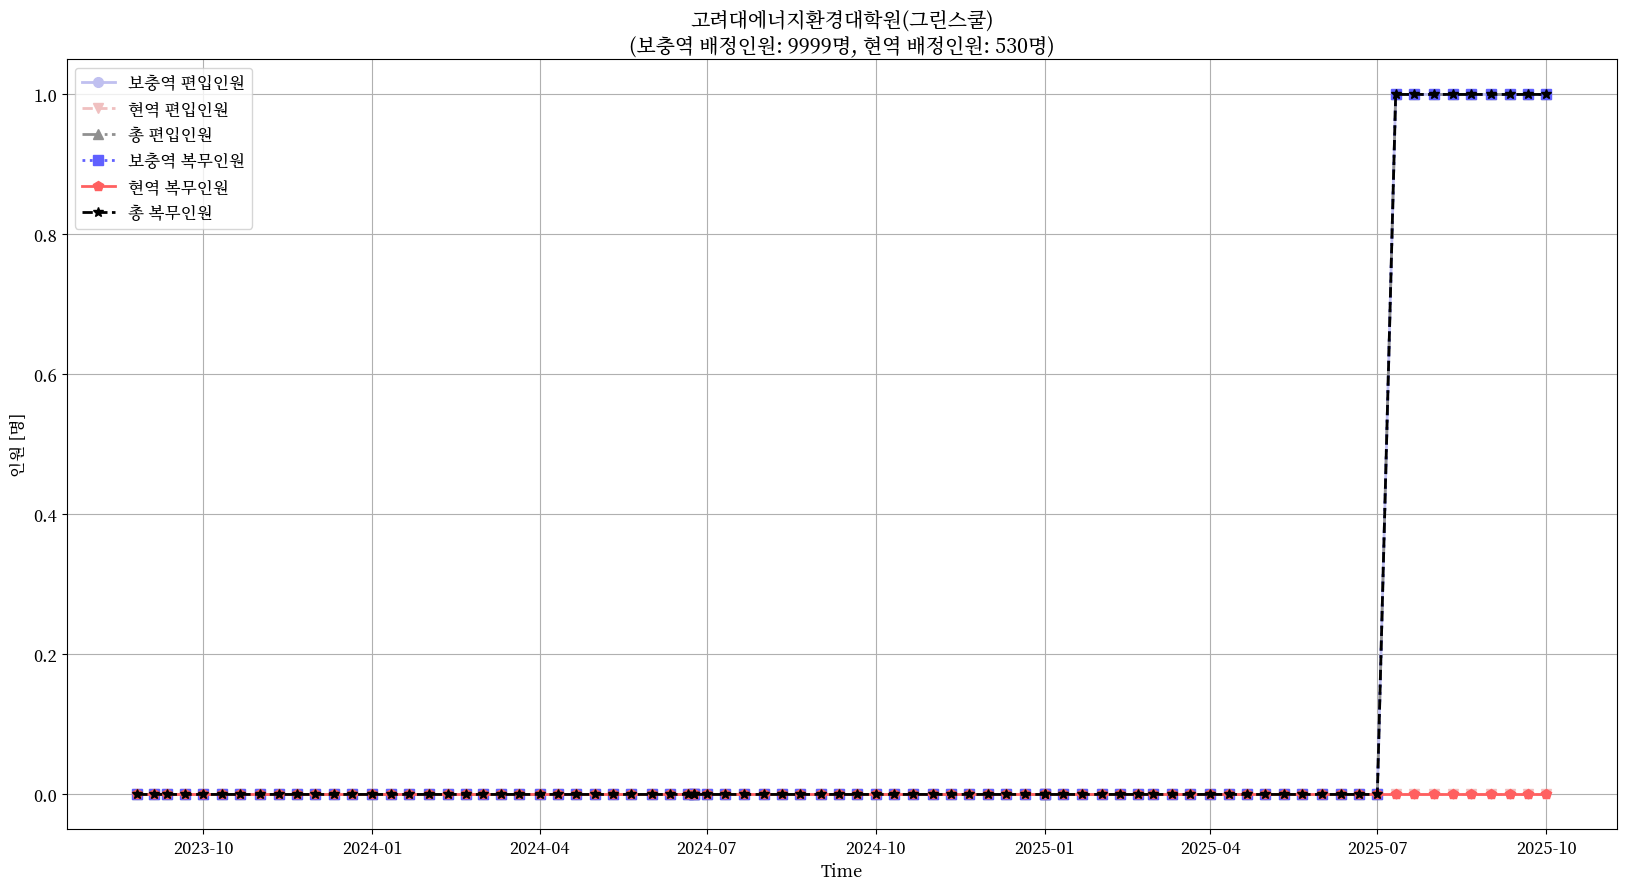 고려대에너지환경대학원(그린스쿨)
(보충역 배정인원: 9999명, 현역 배정인원: 530명)
보충역 편입인원
현역 편입인원
총 편입인원
보충역 복무인원
현역 복무인원
총 복무인원
1.0
0.8
0.6
0.4
0.2
0.0
인원 [명]
2023-10
2024-01
2024-04
2024-07
2024-10
2025-01
2025-04
2025-07
2025-10
Time